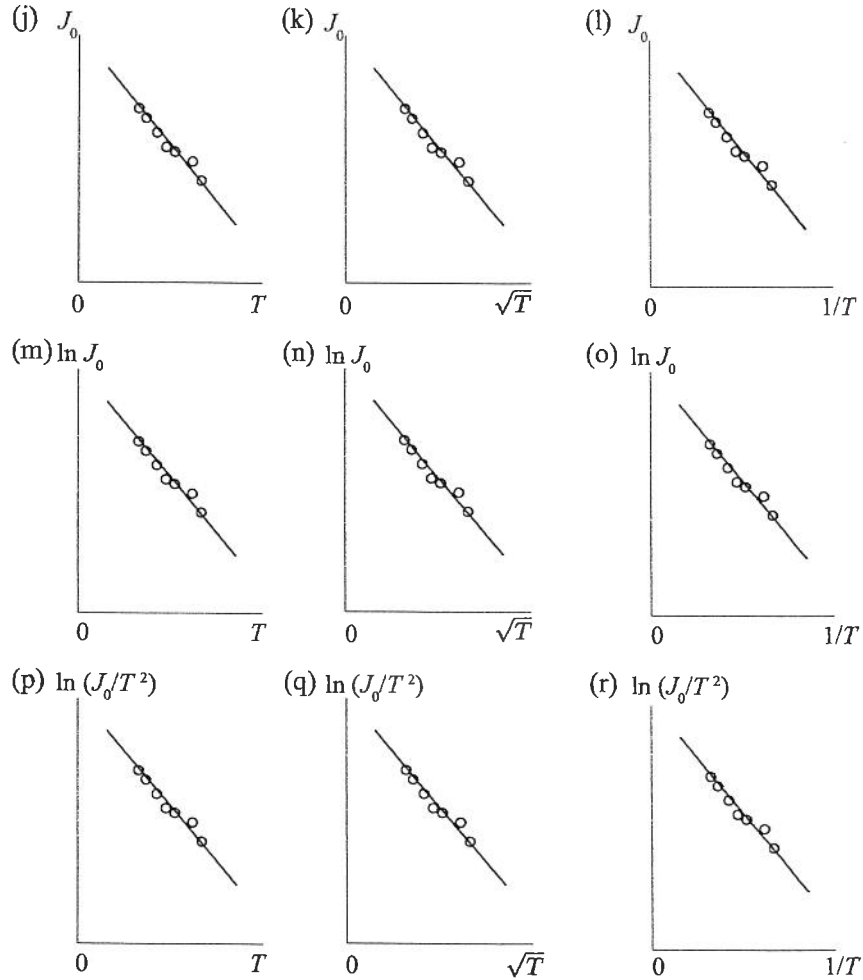 (j) J₀ (k) J₀ (l) J₀
0 T 0 √T 0 1/T
(m) ln J₀ (n) ln J₀ (o) ln J₀
0 T 0 √T 0 1/T
(p) ln (J₀/T²) (q) ln (J₀/T²) (r) ln (J₀/T²)
0 T 0 √T 0 1/T